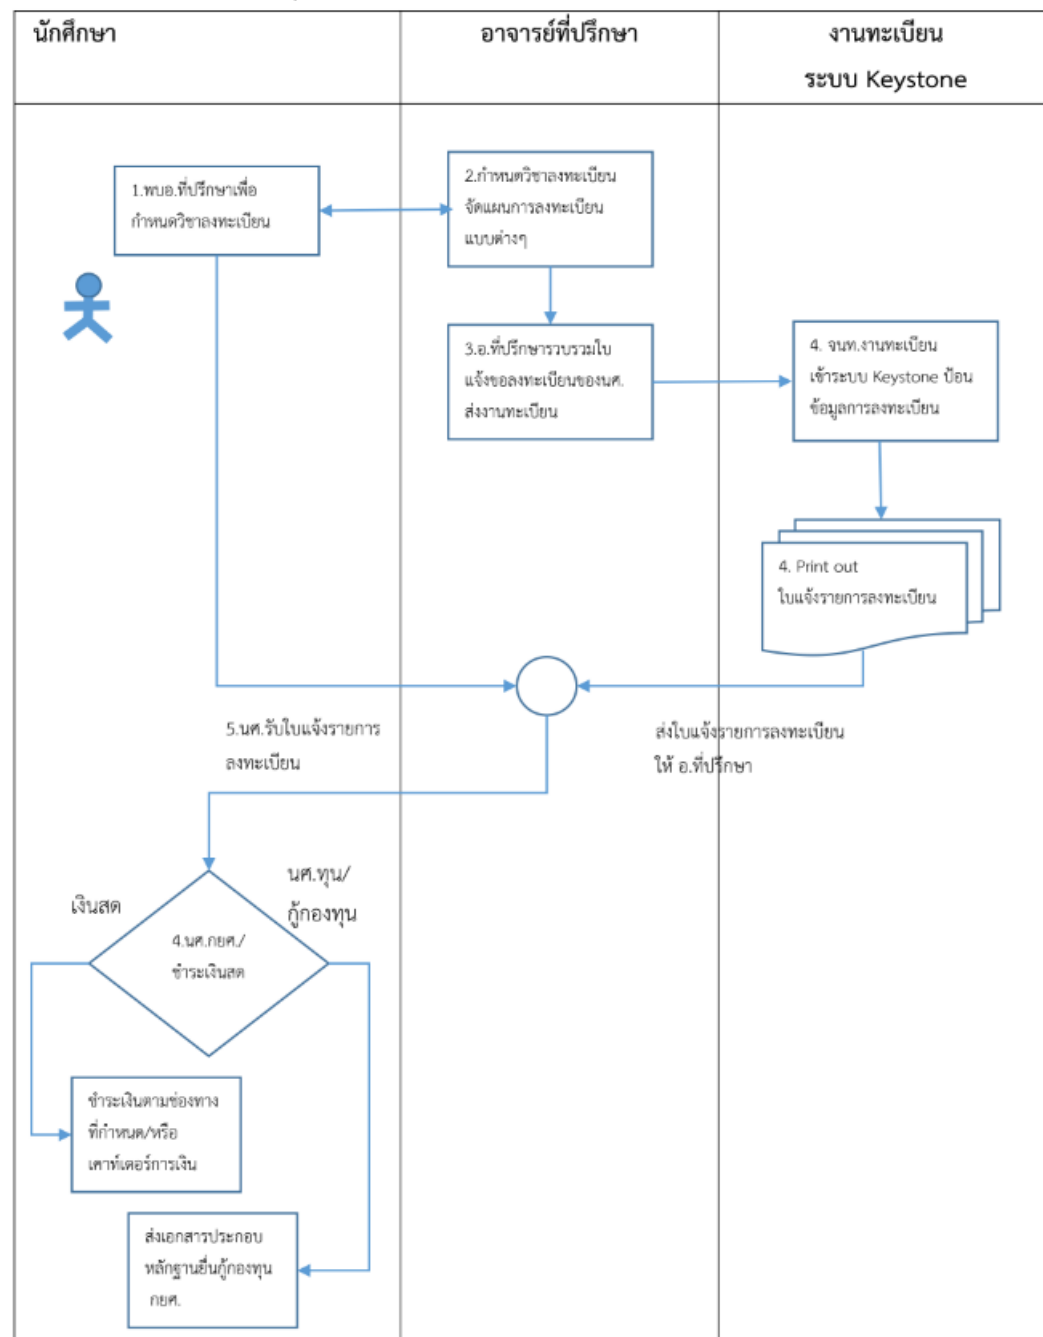 นักศึกษา
อาจารย์ที่ปรึกษา
งานทะเบียน
ระบบ Keystone
1.พบอ.ที่ปรึกษาเพื่อ
กำหนดวิชาลงทะเบียน
2.กำหนดวิชาลงทะเบียน
จัดแผนการลงทะเบียน
แบบต่างๆ
3.อ.ที่ปรึกษารวบรวมใบ
แจ้งขอลงทะเบียนของนศ.
ส่งงานทะเบียน
4. จนท.งานทะเบียน
เข้าระบบ Keystone ป้อน
ข้อมูลการลงทะเบียน
4. Print out
ใบแจ้งรายการลงทะเบียน
5.นศ.รับใบแจ้งรายการ
ลงทะเบียน
ส่งใบแจ้งรายการลงทะเบียน
ให้ อ.ที่ปรึกษา
เงินสด
นศ.ทุน/
กู้กองทุน
4.นศ.กยศ./
ชำระเงินสด
ชำระเงินตามช่องทาง
ที่กำหนด/หรือ
เคาท์เตอร์การเงิน
ส่งเอกสารประกอบ
หลักฐานยื่นกู้กองทุน
กยศ.